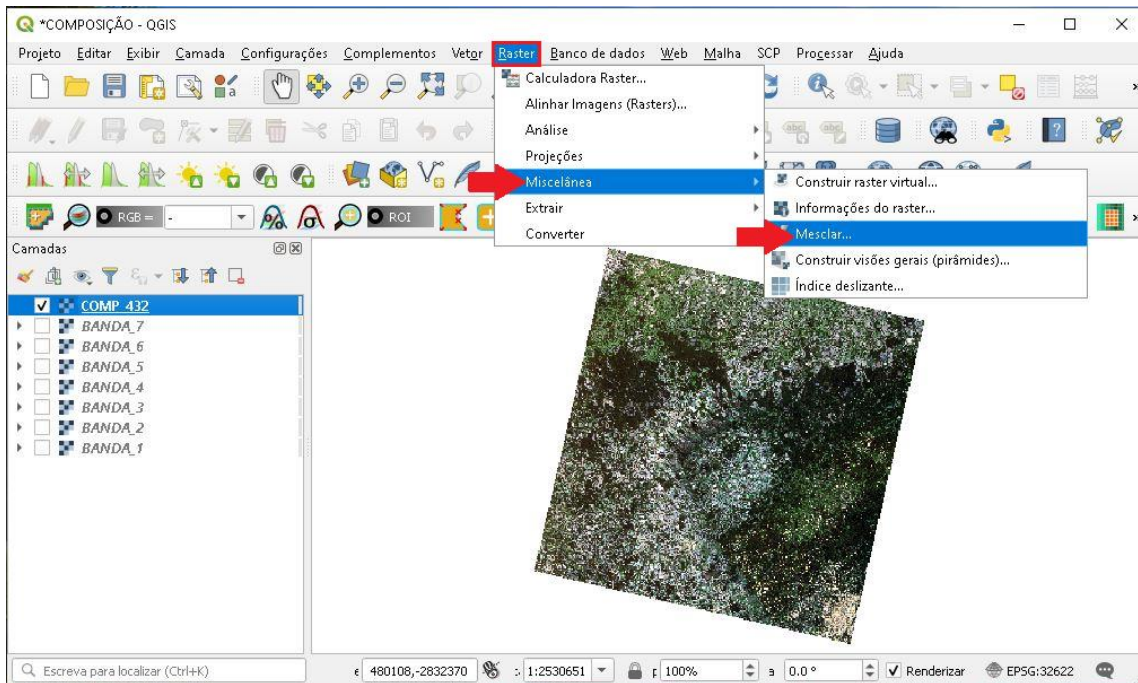 *COMPOSIÇÃO - QGIS
Projeto Editar Exibir Camada Configurações Complementos Vetor Raster Banco de dados Web Malha SCP Processar Ajuda
Calculadora Raster...
Alinhar Imagens (Rasters)...
Análise
Projeções
Miscelânea
Extrair
Converter
Construir raster virtual...
Informações do raster...
Mesclar...
Construir visões gerais (pirâmides)...
Índice deslizante...
RGB = -
ROI
Camadas
COMP_432
BANDA_7
BANDA_6
BANDA_5
BANDA_4
BANDA_3
BANDA_2
BANDA_1
Escreva para localizar (Ctrl+K) 480108,-2832370 1:2530651 100% 0.0 ° Renderizar EPSG:32622